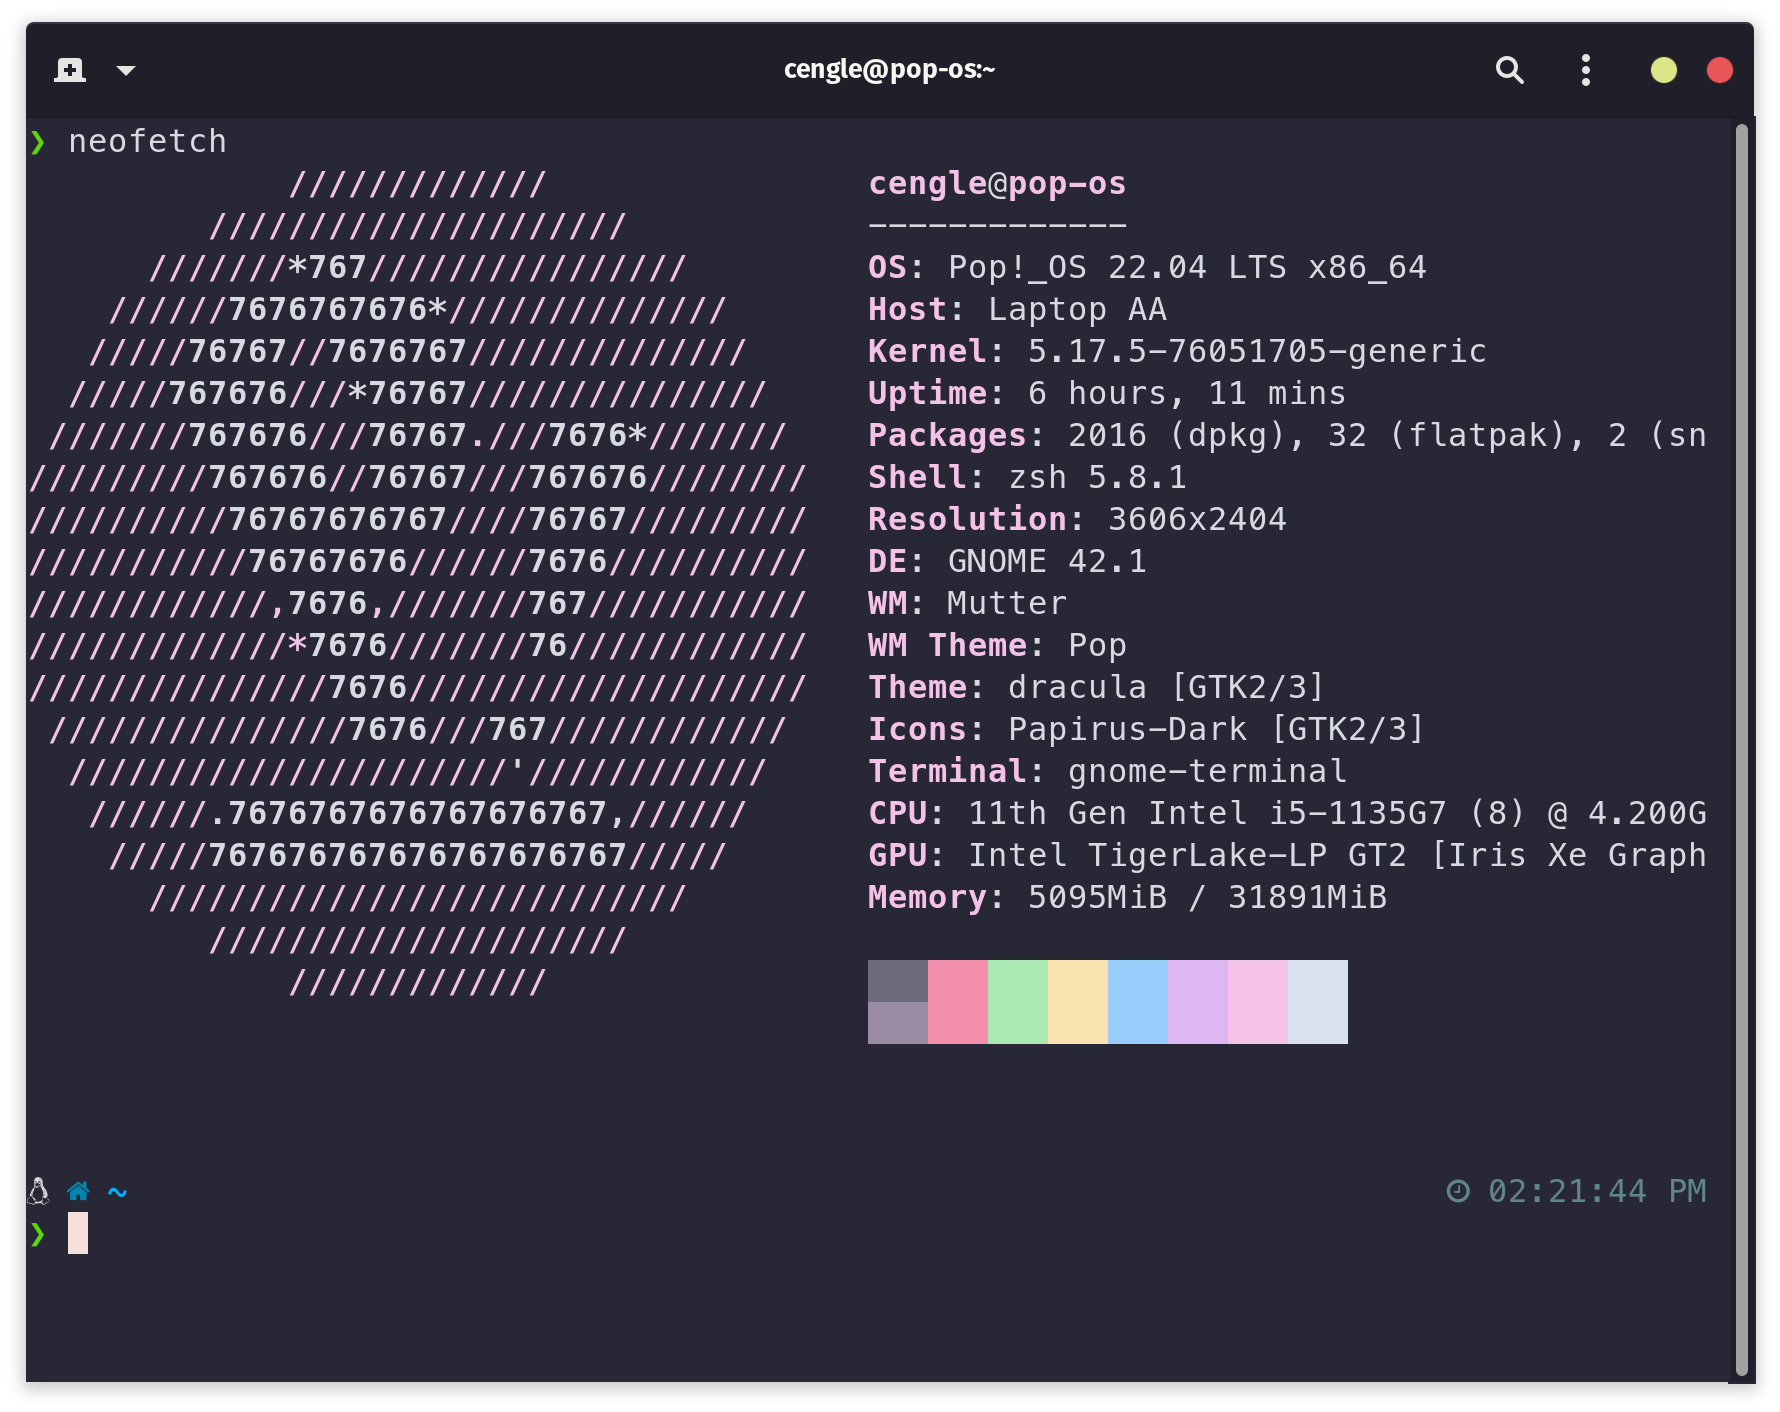 cengle@pop-os:~
❯ neofetch
             /////////////                cengle@pop-os
         /////////////////////            -------------
      ///////*767////////////////         OS: Pop!_OS 22.04 LTS x86_64
    //////7676767676*//////////////       Host: Laptop AA
   /////76767//7676767//////////////      Kernel: 5.17.5-76051705-generic
  /////767676///*76767///////////////     Uptime: 6 hours, 11 mins
 ///////767676///76767.///7676*///////    Packages: 2016 (dpkg), 32 (flatpak), 2 (sn
/////////767676//76767///767676////////   Shell: zsh 5.8.1
//////////76767676767////76767/////////   Resolution: 3606x2404
///////////76767676//////7676//////////   DE: GNOME 42.1
////////////,7676,///////767///////////   WM: Mutter
/////////////*7676///////76////////////   WM Theme: Pop
///////////////7676////////////////////   Theme: dracula [GTK2/3]
 ///////////////7676///767////////////    Icons: Papirus-Dark [GTK2/3]
  //////////////////////'////////////     Terminal: gnome-terminal
   //////.7676767676767676767,//////      CPU: 11th Gen Intel i5-1135G7 (8) @ 4.200G
    /////767676767676767676767/////       GPU: Intel TigerLake-LP GT2 [Iris Xe Graph
      ///////////////////////////         Memory: 5095MiB / 31891MiB
         /////////////////////
             /////////////
~ 02:21:44 PM
❯